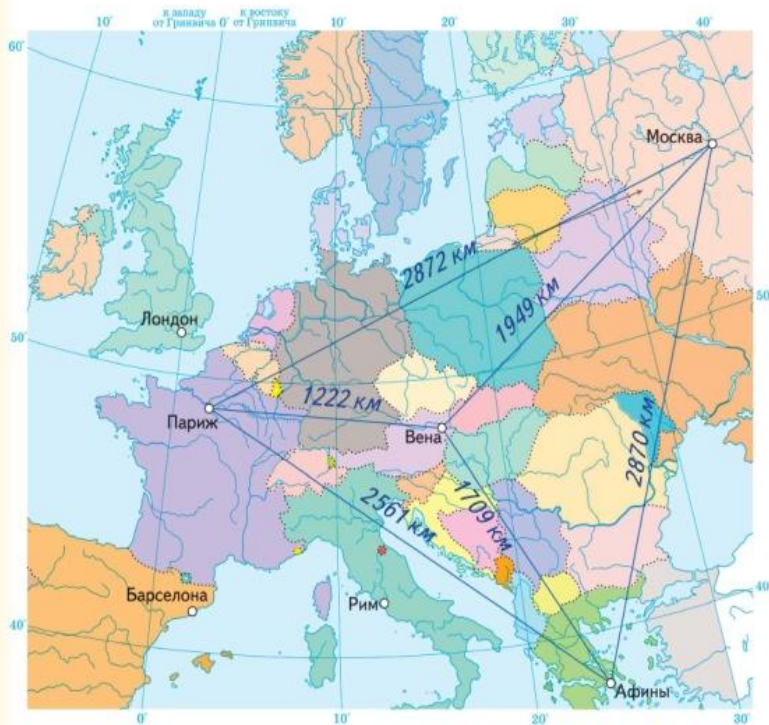 к западу к востоку
от Гринвича от Гринвича
10˚ 0˚ 10˚ 20˚ 30˚ 40˚
60˚
Москва
2872 км
1949 км
50˚
Лондон
50˚
1222 км
Париж
Вена
2870 км
2561 км
1709 км
Барселона
Рим
40˚
40˚
Афины
0˚ 10˚ 20˚ 30˚